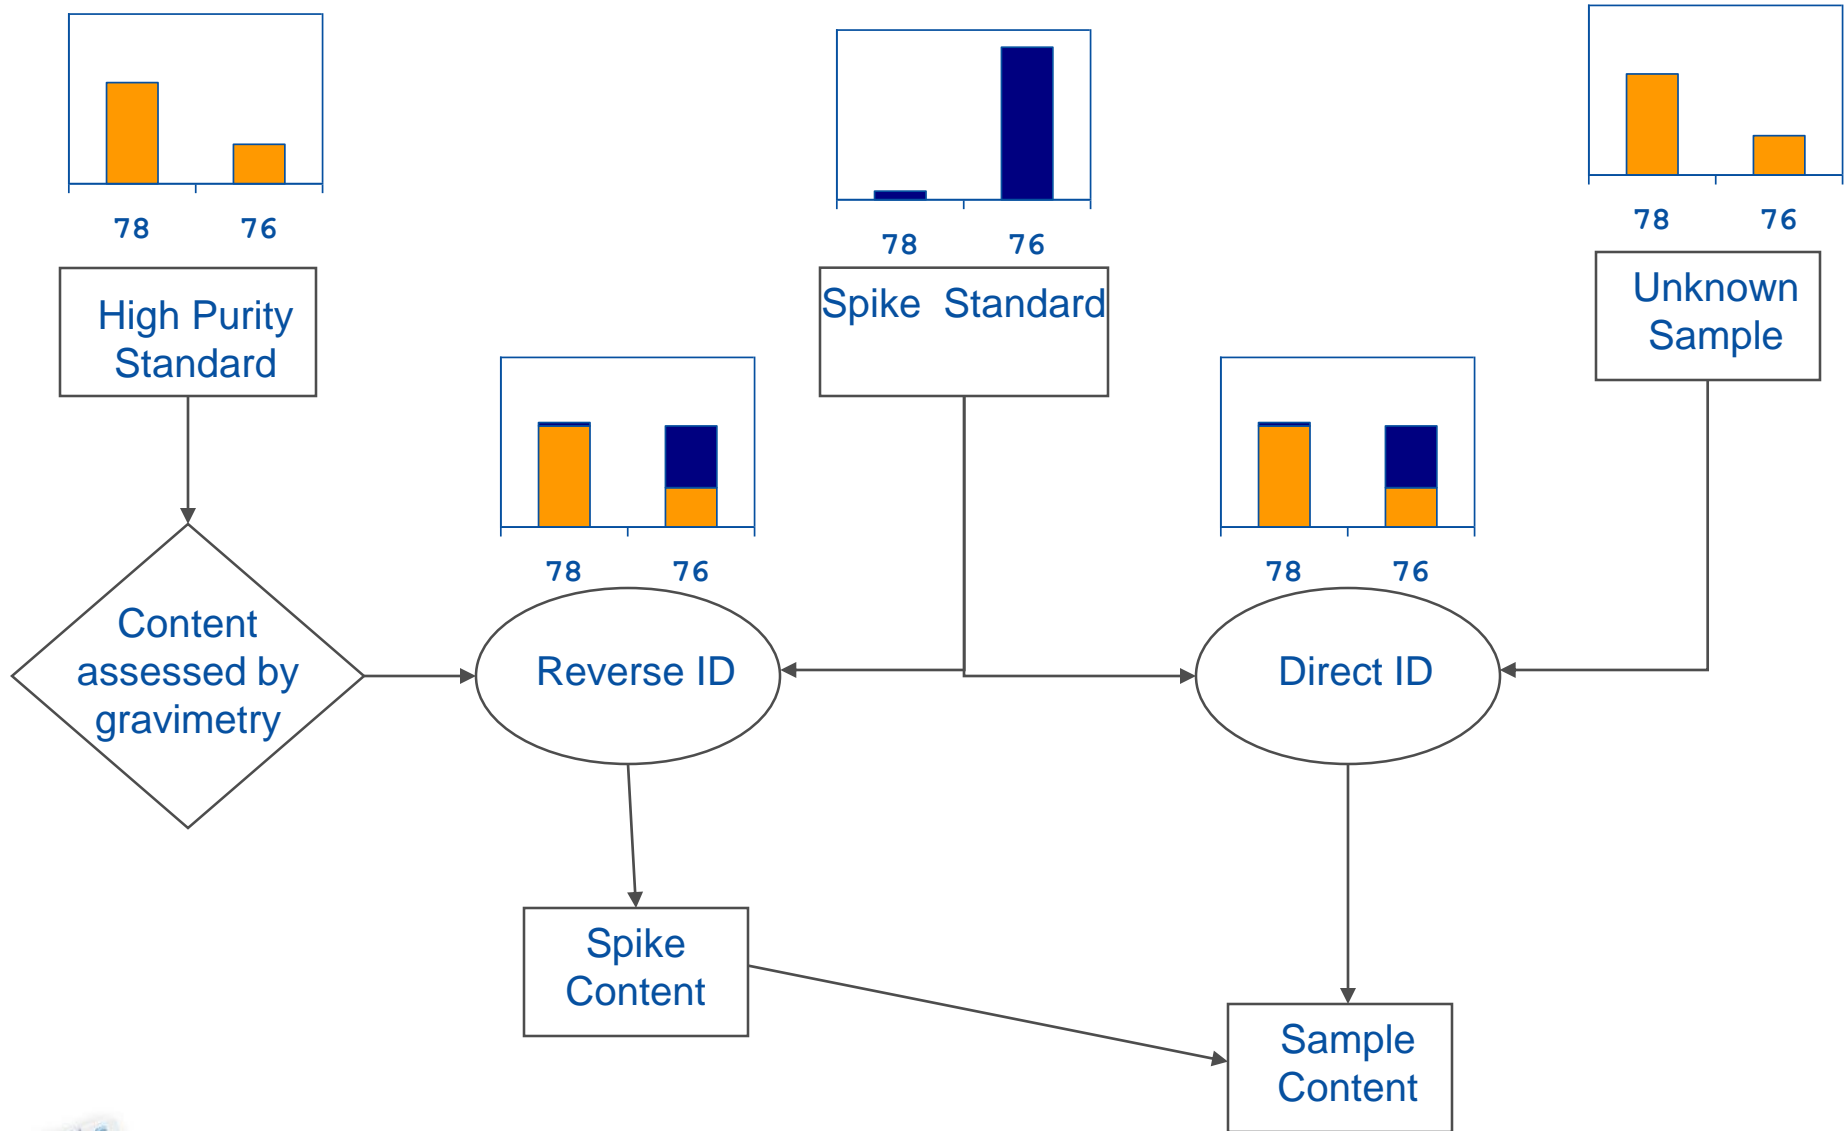 78 76
78 76
78 76
High Purity
Standard
Spike Standard
Unknown
Sample
78 76
78 76
Content
assessed by
gravimetry
Reverse ID
Direct ID
Spike
Content
Sample
Content